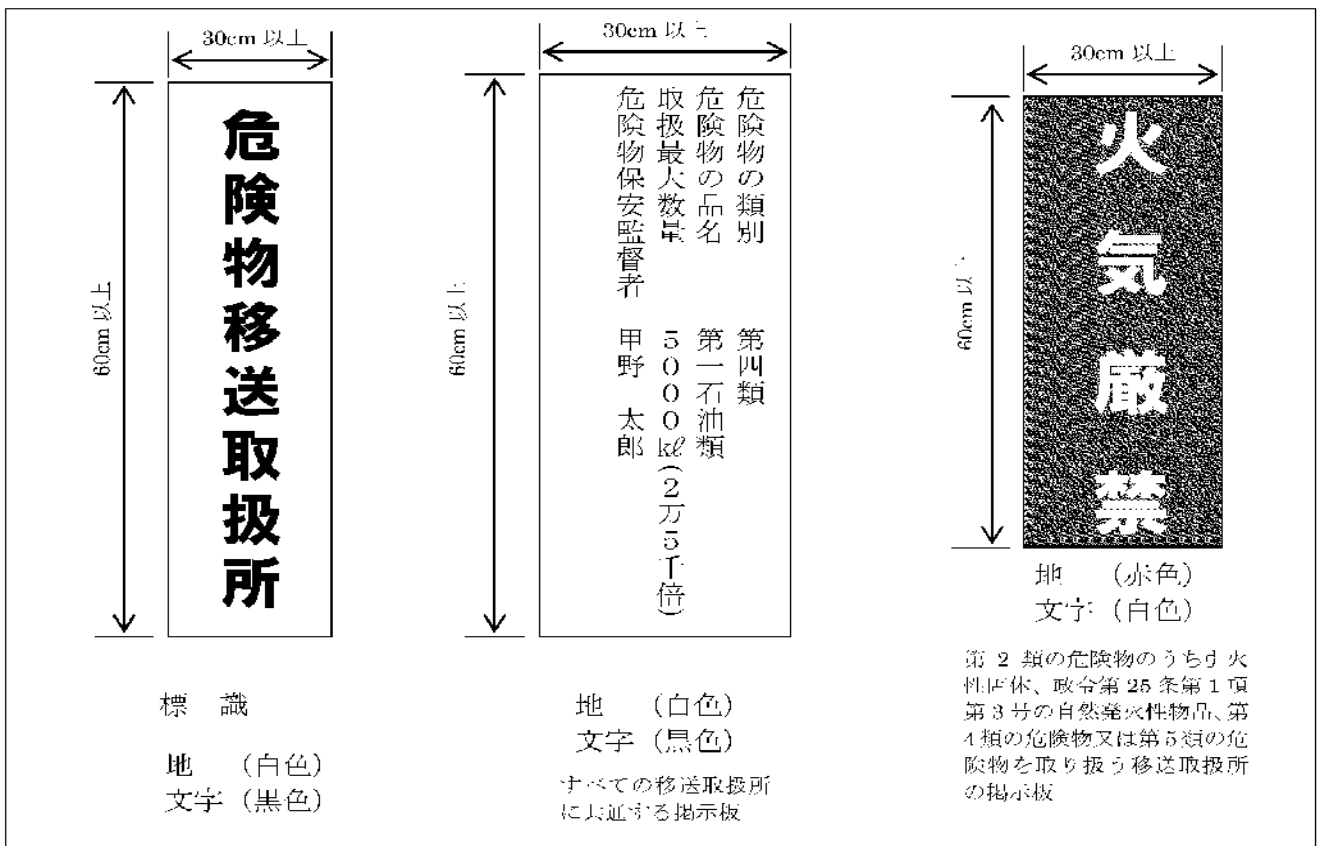 30cm 以上
60cm 以上
危険物移送取扱所
標 識
地 (白色)
文字 (黒色)
30cm 以上
60cm 以上
危険物の類別 第四類
危険物の品名 第一石油類
取扱最大数量 5000kℓ(2万5千倍)
危険物保安監督者 甲野 太郎
地 (白色)
文字 (黒色)
すべての移送取扱所
に共通する掲示板
30cm 以上
60cm 以上
火気厳禁
地 (赤色)
文字 (白色)
第 2 類の危険物のうち引火
性固体、政令第 25 条第 1 項
第 3 号の自然発火性物品、第
4 類の危険物又は第 5 類の危
険物を取り扱う移送取扱所
の掲示板